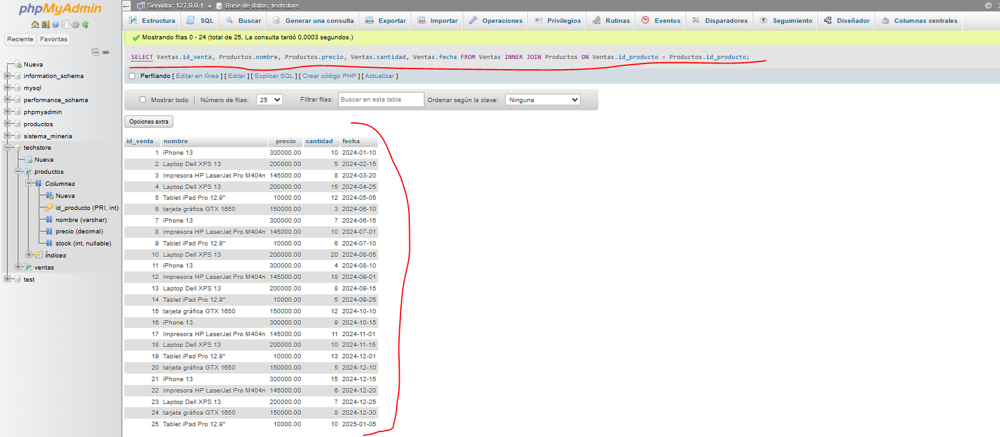 phpMyAdmin
Reciente Favoritas
Nueva
information_schema
mysql
performance_schema
phpmyadmin
productos
sistema_mineria
techstore
Nueva
productos
Columnas
Nueva
id_producto (PRI, int)
nombre (varchar)
precio (decimal)
stock (int, nullable)
Índices
ventas
test
Servidor: 127.0.0.1 » Base de datos: techstore
Estructura SQL Buscar Generar una consulta Exportar Importar Operaciones Privilegios Rutinas Eventos Disparadores Seguimiento Diseñador Columnas centrales
Mostrando filas 0 - 24 (total de 25, La consulta tardó 0,0003 segundos.)
SELECT Ventas.id_venta, Productos.nombre, Productos.precio, Ventas.cantidad, Ventas.fecha FROM Ventas INNER JOIN Productos ON Ventas.id_producto = Productos.id_producto;
Perfilando [ Editar en línea ] [ Editar ] [ Explicar SQL ] [ Crear código PHP ] [ Actualizar ]
Mostrar todo Número de filas: 25 Filtrar filas: Buscar en esta tabla Ordenar según la clave: Ninguna
Opciones extra
id_venta nombre precio cantidad fecha
1 iPhone 13 300000.00 10 2024-01-10
2 Laptop Dell XPS 13 200000.00 5 2024-02-15
3 Impresora HP LaserJet Pro M404n 145000.00 8 2024-03-20
4 Laptop Dell XPS 13 200000.00 15 2024-04-25
5 Tablet iPad Pro 12.9" 10000.00 12 2024-05-05
6 tarjeta gráfica GTX 1650 150000.00 3 2024-06-10
7 iPhone 13 300000.00 7 2024-06-15
8 Impresora HP LaserJet Pro M404n 145000.00 10 2024-07-01
9 Tablet iPad Pro 12.9" 10000.00 6 2024-07-10
10 Laptop Dell XPS 13 200000.00 20 2024-08-05
11 iPhone 13 300000.00 4 2024-08-10
12 Impresora HP LaserJet Pro M404n 145000.00 18 2024-09-01
13 Laptop Dell XPS 13 200000.00 8 2024-09-15
14 Tablet iPad Pro 12.9" 10000.00 5 2024-09-25
15 tarjeta gráfica GTX 1650 150000.00 12 2024-10-10
16 iPhone 13 300000.00 9 2024-10-15
17 Impresora HP LaserJet Pro M404n 145000.00 11 2024-11-01
18 Laptop Dell XPS 13 200000.00 10 2024-11-15
19 Tablet iPad Pro 12.9" 10000.00 13 2024-12-01
20 tarjeta gráfica GTX 1650 150000.00 5 2024-12-10
21 iPhone 13 300000.00 15 2024-12-15
22 Impresora HP LaserJet Pro M404n 145000.00 6 2024-12-20
23 Laptop Dell XPS 13 200000.00 7 2024-12-25
24 tarjeta gráfica GTX 1650 150000.00 8 2024-12-30
25 Tablet iPad Pro 12.9" 10000.00 10 2025-01-05